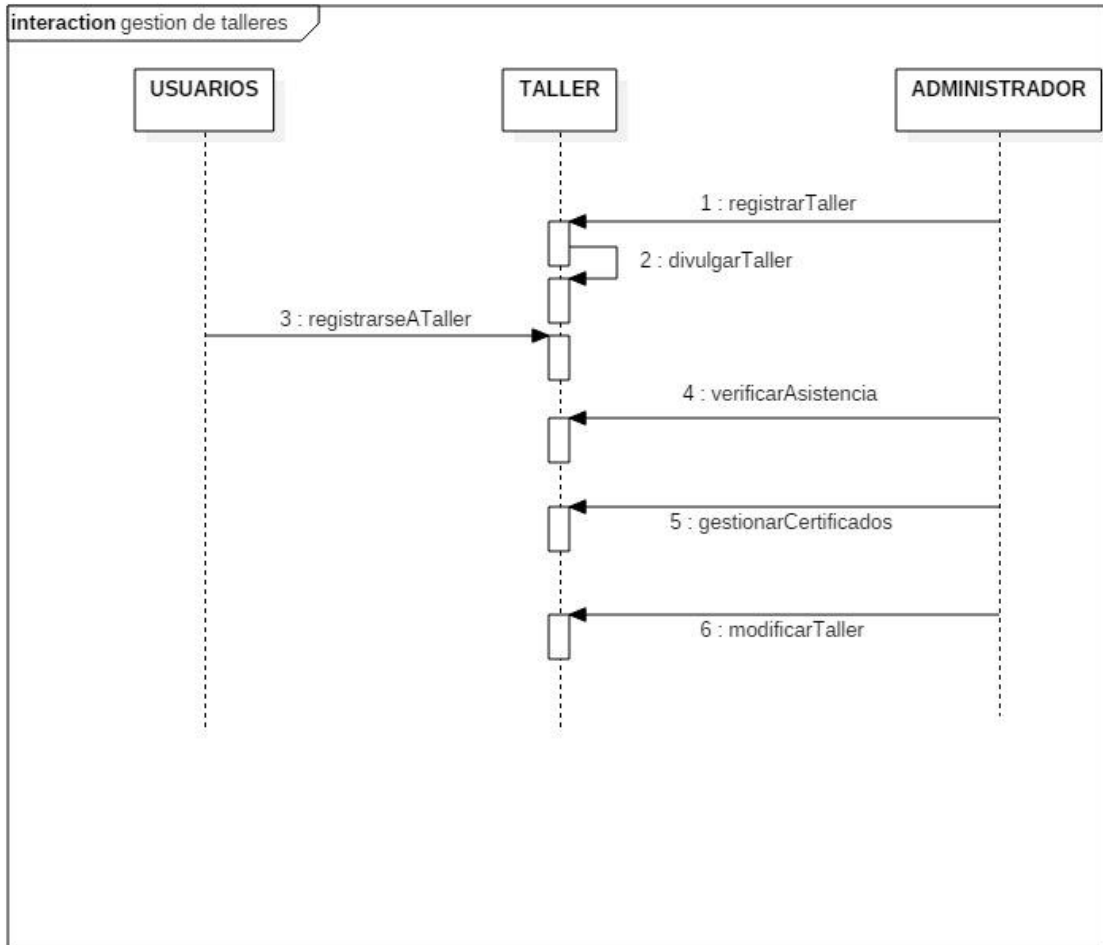 interaction gestion de talleres
USUARIOS
TALLER
ADMINISTRADOR
1 : registrarTaller
2 : divulgarTaller
3 : registrarseATaller
4 : verificarAsistencia
5 : gestionarCertificados
6 : modificarTaller